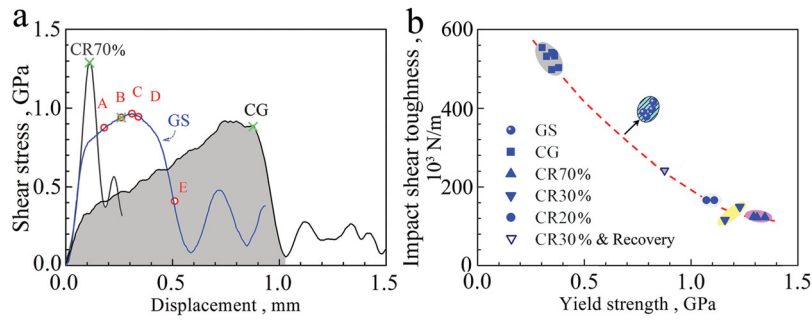 a
Shear stress , GPa
1.5
1.0
0.5
0.0
0.0
0.5
1.0
1.5
Displacement , mm
CR70%
A
B
C
D
GS
CG
E
b
Impact shear toughness ,
10³ N/m
600
400
200
0
0.0
0.5
1.0
1.5
Yield strength , GPa
GS
CG
CR70%
CR30%
CR20%
CR30% & Recovery